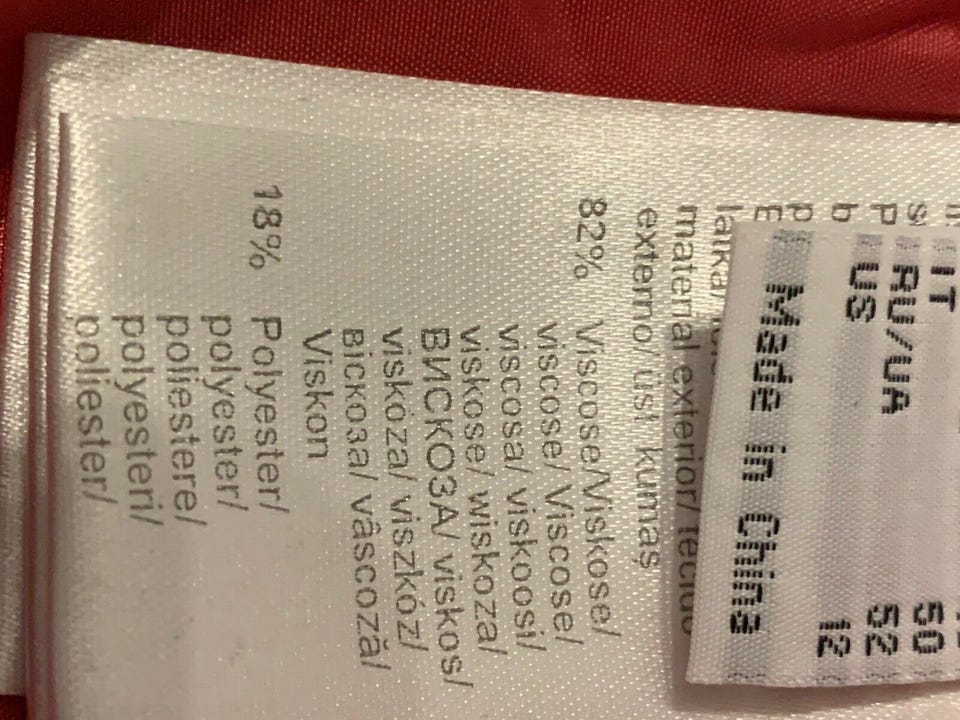 IT 50
RU/UA 52
US 12
Made in China
material exterior/ tecido
externo/ üst kumaş
82% Viscose/Viskose/
viscose/ Viscose/
viscosa/ viskoosi/
viskose/ wiskoza/
ВИСКОЗА/ viskos/
viskóza/ viszkóz/
віскоза/ vâscoză/
Viskon
18% Polyester/
polyester/
poliestere/
polyesteri/
poliester/